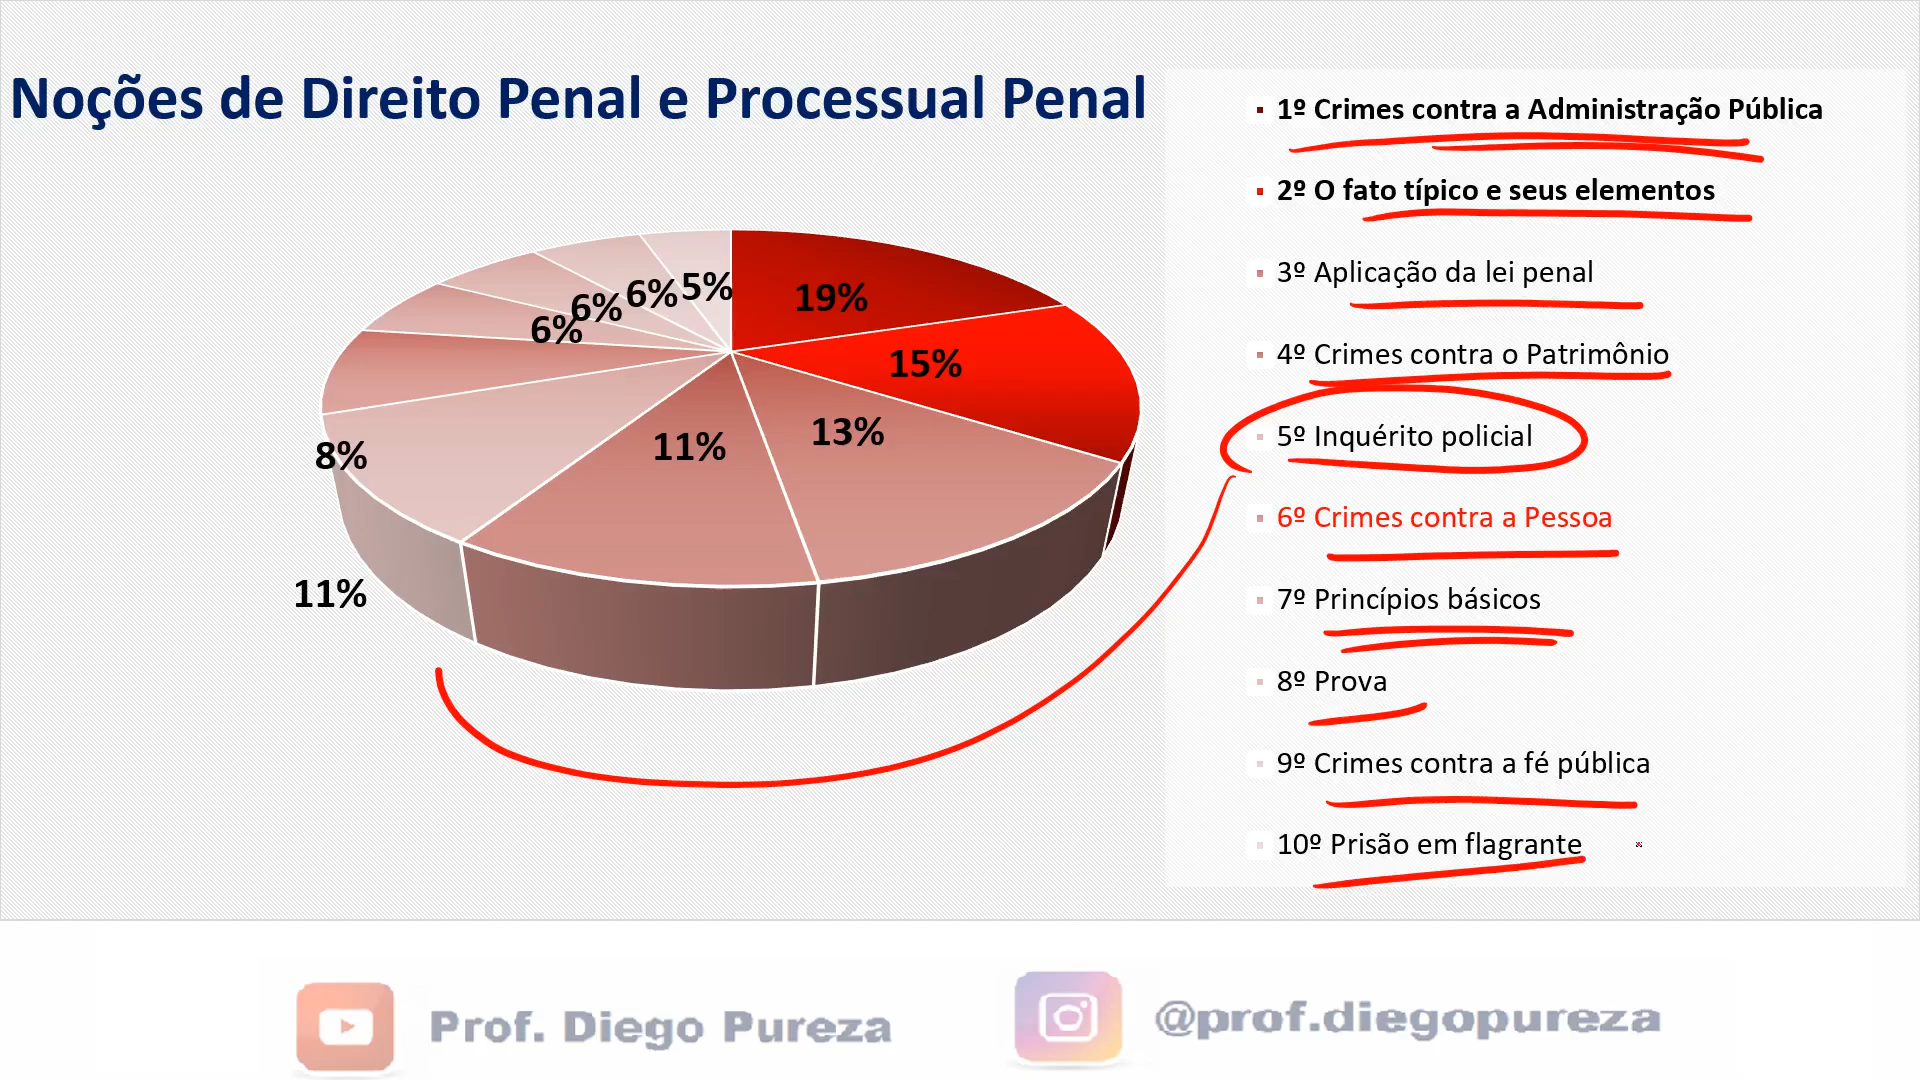 Noções de Direito Penal e Processual Penal
19%
15%
13%
11%
11%
8%
6%
6%
6%
5%
1º Crimes contra a Administração Pública
2º O fato típico e seus elementos
3º Aplicação da lei penal
4º Crimes contra o Patrimônio
5º Inquérito policial
6º Crimes contra a Pessoa
7º Princípios básicos
8º Prova
9º Crimes contra a fé pública
10º Prisão em flagrante
Prof. Diego Pureza
@prof.diegopureza